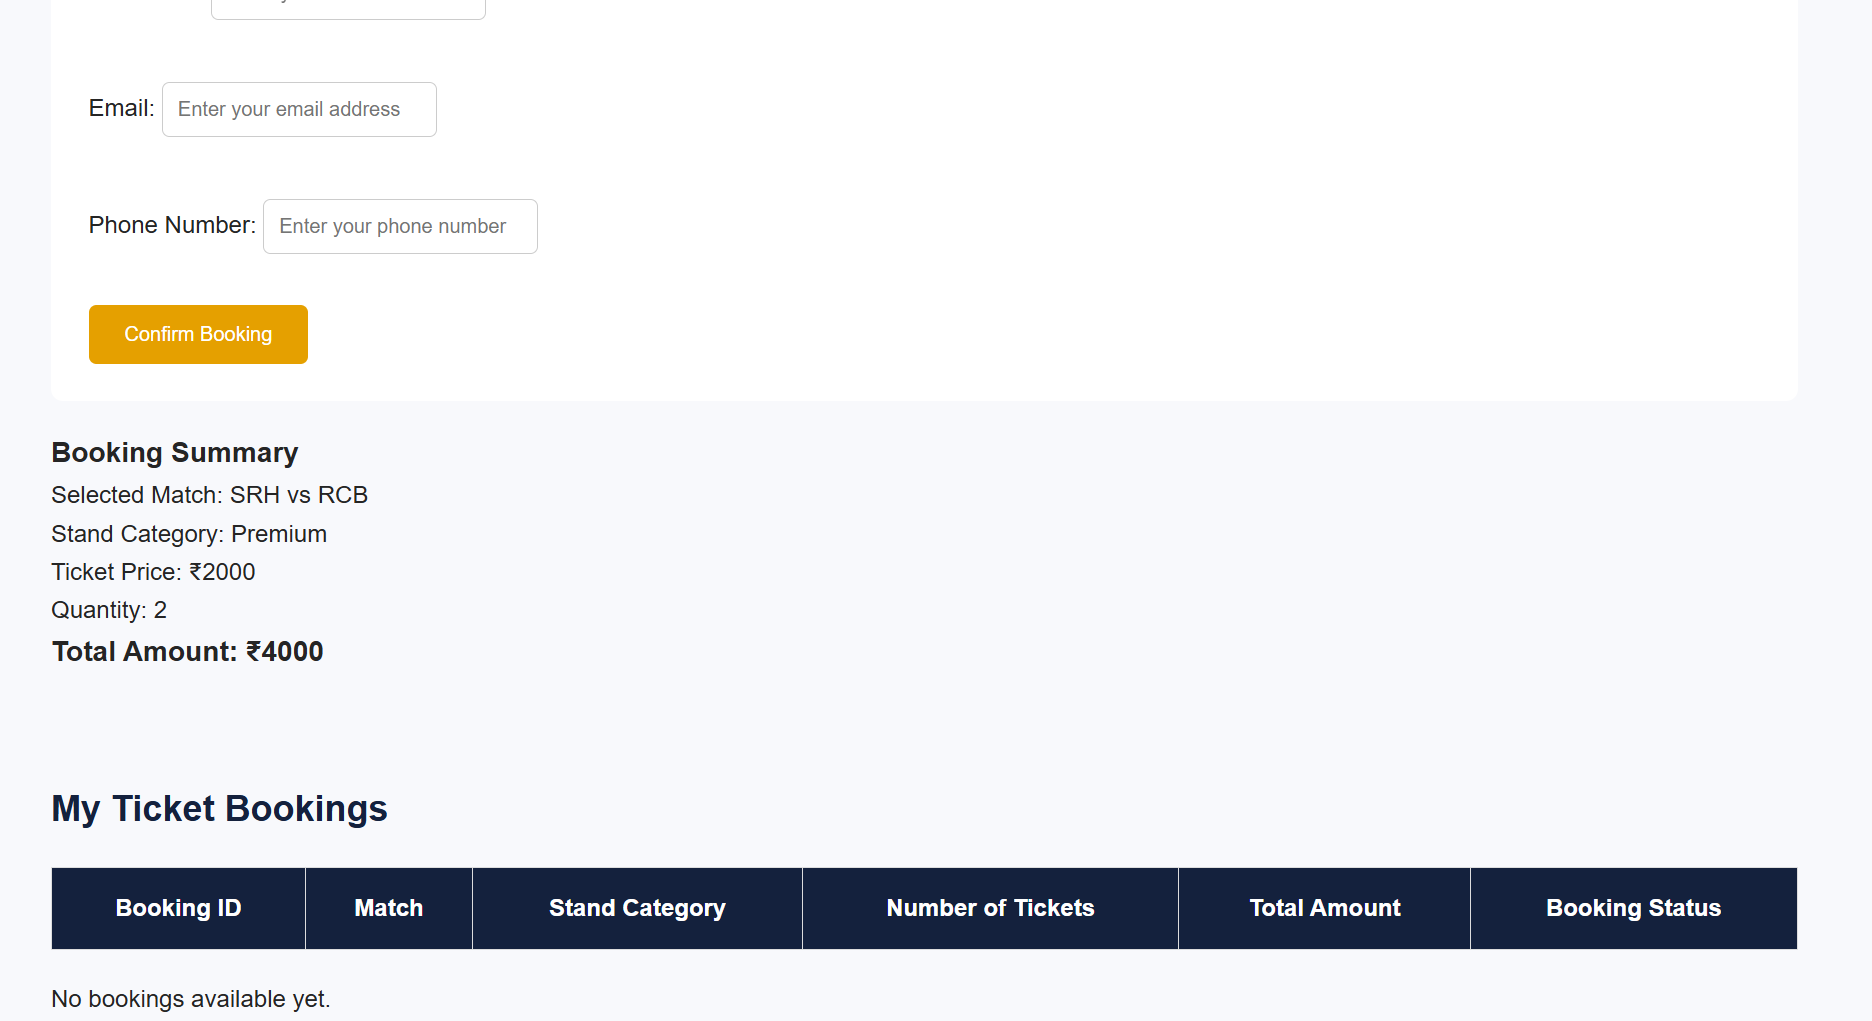 Email: Enter your email address
Phone Number: Enter your phone number
Confirm Booking
Booking Summary
Selected Match: SRH vs RCB
Stand Category: Premium
Ticket Price: ₹2000
Quantity: 2
Total Amount: ₹4000
My Ticket Bookings
Booking ID Match Stand Category Number of Tickets Total Amount Booking Status
No bookings available yet.